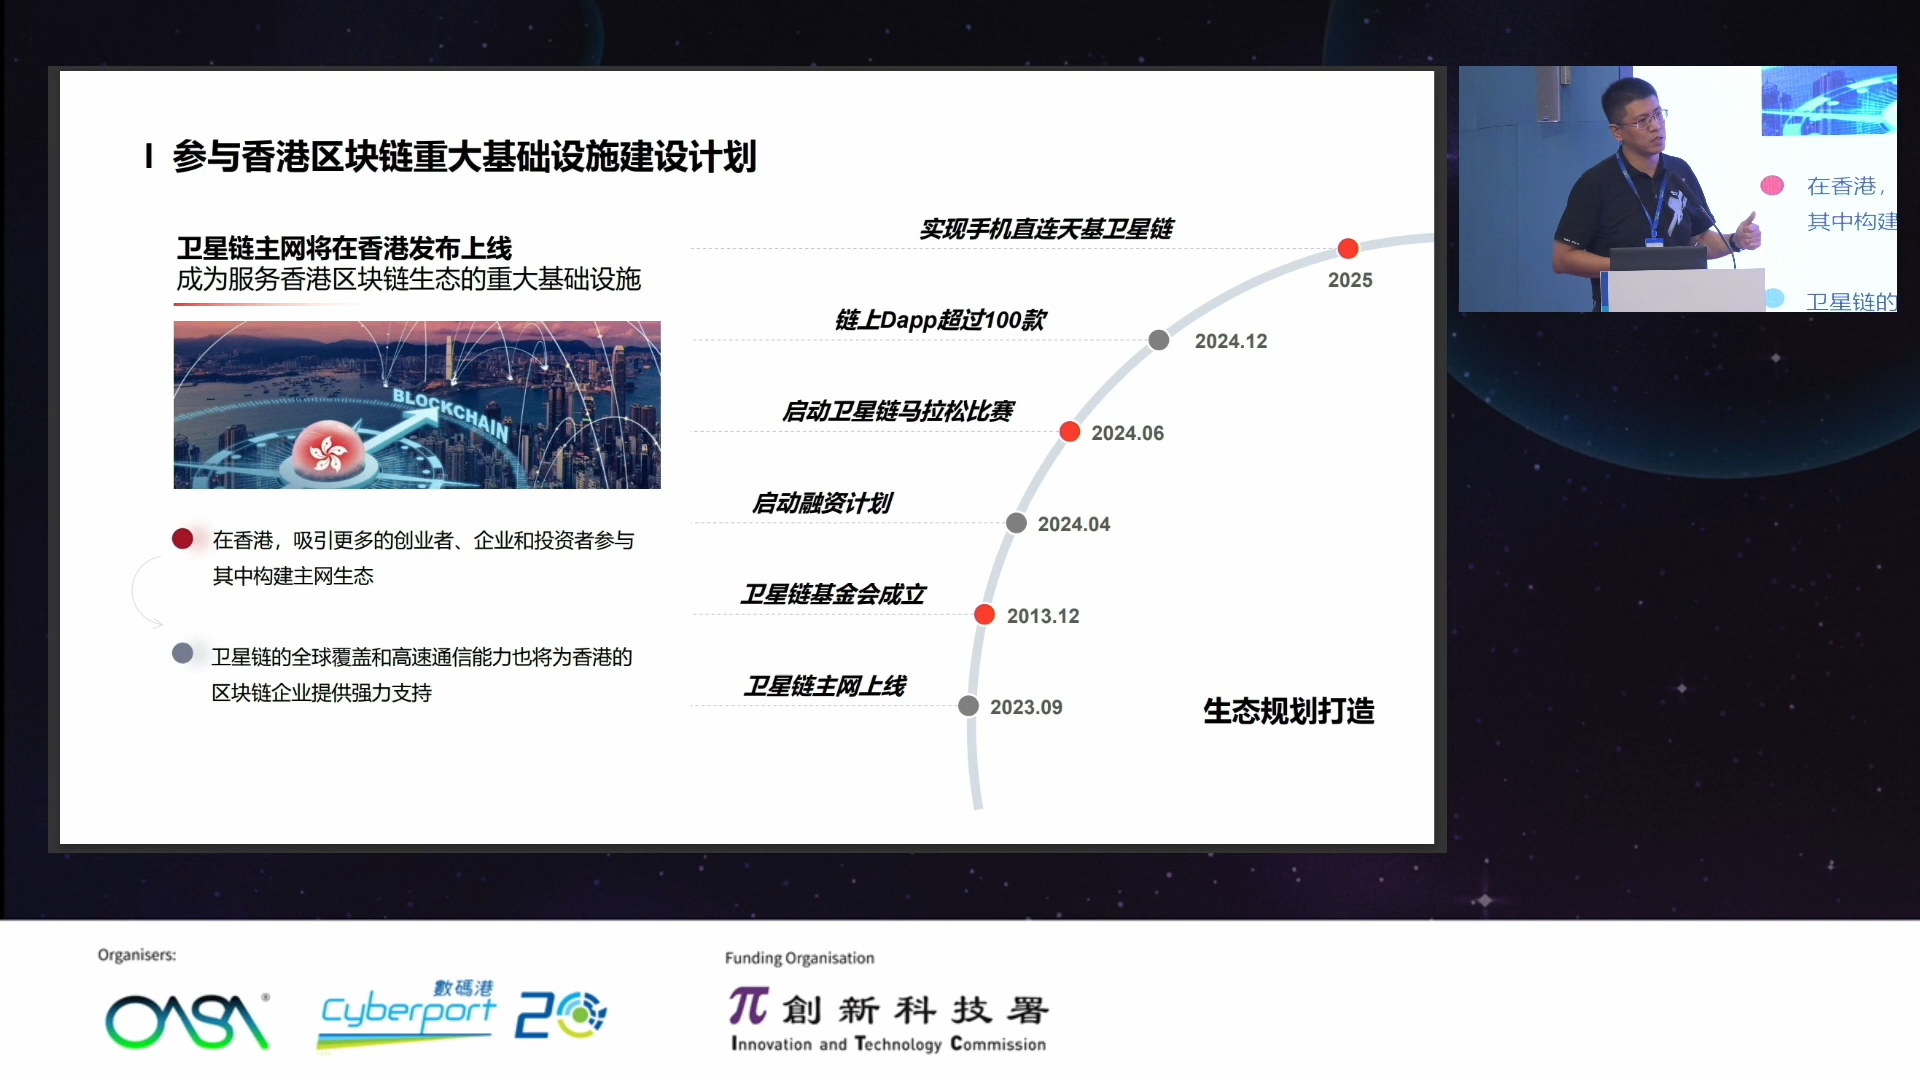 参与香港区块链重大基础设施建设计划
卫星链主网将在香港发布上线
成为服务香港区块链生态的重大基础设施
BLOCKCHAIN
在香港，吸引更多的创业者、企业和投资者参与
其中构建主网生态
卫星链的全球覆盖和高速通信能力也将为香港的
区块链企业提供强力支持
实现手机直连天基卫星链
2025
链上Dapp超过100款
2024.12
启动卫星链马拉松比赛
2024.06
启动融资计划
2024.04
卫星链基金会成立
2013.12
卫星链主网上线
2023.09
生态规划打造
在香港，
其中构建
卫星链的
Organisers:
OASA
數碼港
Cyberport
20
Funding Organisation
創新科技署
Innovation and Technology Commission